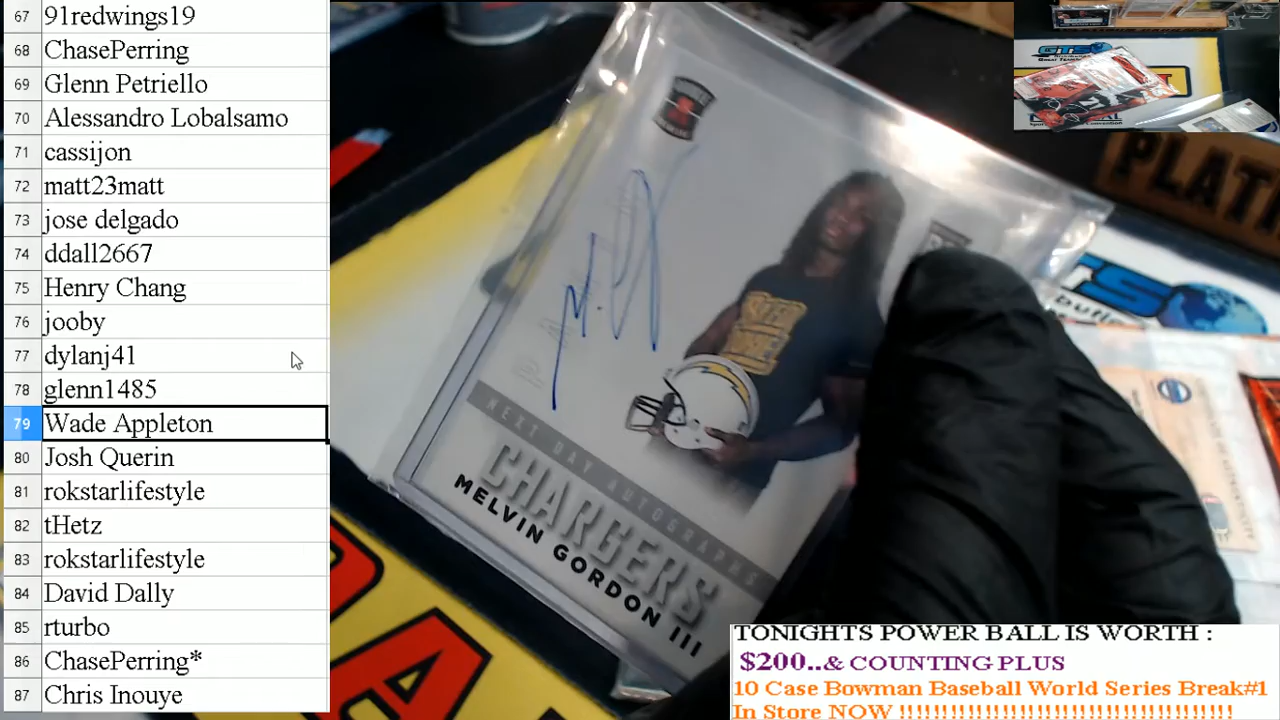 67 91redwings19
68 ChasePerring
69 Glenn Petriello
70 Alessandro Lobalsamo
71 cassijon
72 matt23matt
73 jose delgado
74 ddall2667
75 Henry Chang
76 jooby
77 dylanj41
78 glenn1485
79 Wade Appleton
80 Josh Querin
81 rokstarlifestyle
82 tHetz
83 rokstarlifestyle
84 David Dally
85 rturbo
86 ChasePerring*
87 Chris Inouye
GTS
PLAT
GTS
NEXT DAY AUTOGRAPHS
CHARGERS
MELVIN GORDON III
TONIGHTS POWER BALL IS WORTH :
$200..& COUNTING PLUS
10 Case Bowman Baseball World Series Break#1
In Store NOW !!!!!!!!!!!!!!!!!!!!!!!!!!!!!!!!!!!!!!!!